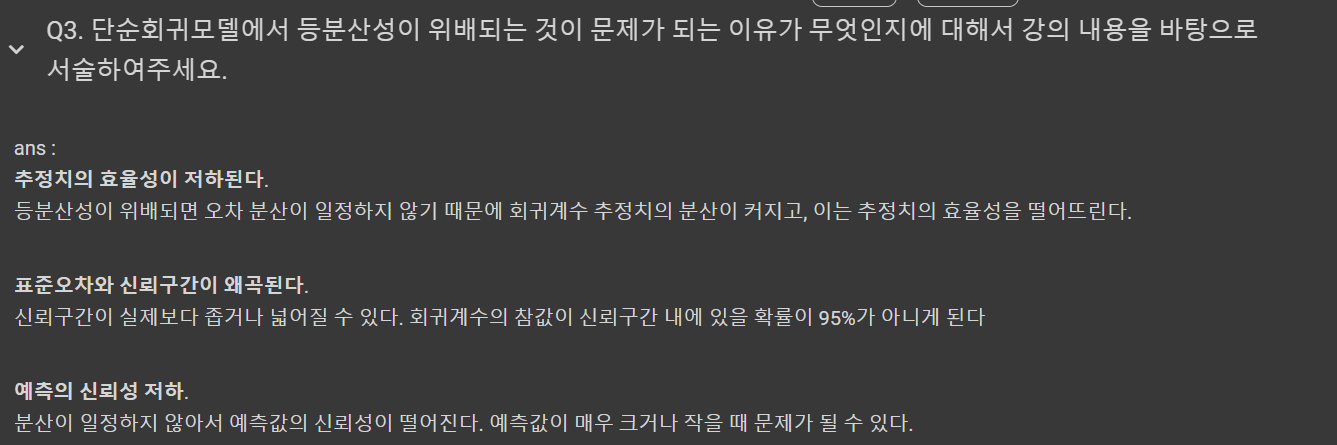 Q3. 단순회귀모델에서 등분산성이 위배되는 것이 문제가 되는 이유가 무엇인지에 대해서 강의 내용을 바탕으로
서술하여주세요.
ans :
추정치의 효율성이 저하된다.
등분산성이 위배되면 오차 분산이 일정하지 않기 때문에 회귀계수 추정치의 분산이 커지고, 이는 추정치의 효율성을 떨어뜨린다.
표준오차와 신뢰구간이 왜곡된다.
신뢰구간이 실제보다 좁거나 넓어질 수 있다. 회귀계수의 참값이 신뢰구간 내에 있을 확률이 95%가 아니게 된다
예측의 신뢰성 저하.
분산이 일정하지 않아서 예측값의 신뢰성이 떨어진다. 예측값이 매우 크거나 작을 때 문제가 될 수 있다.